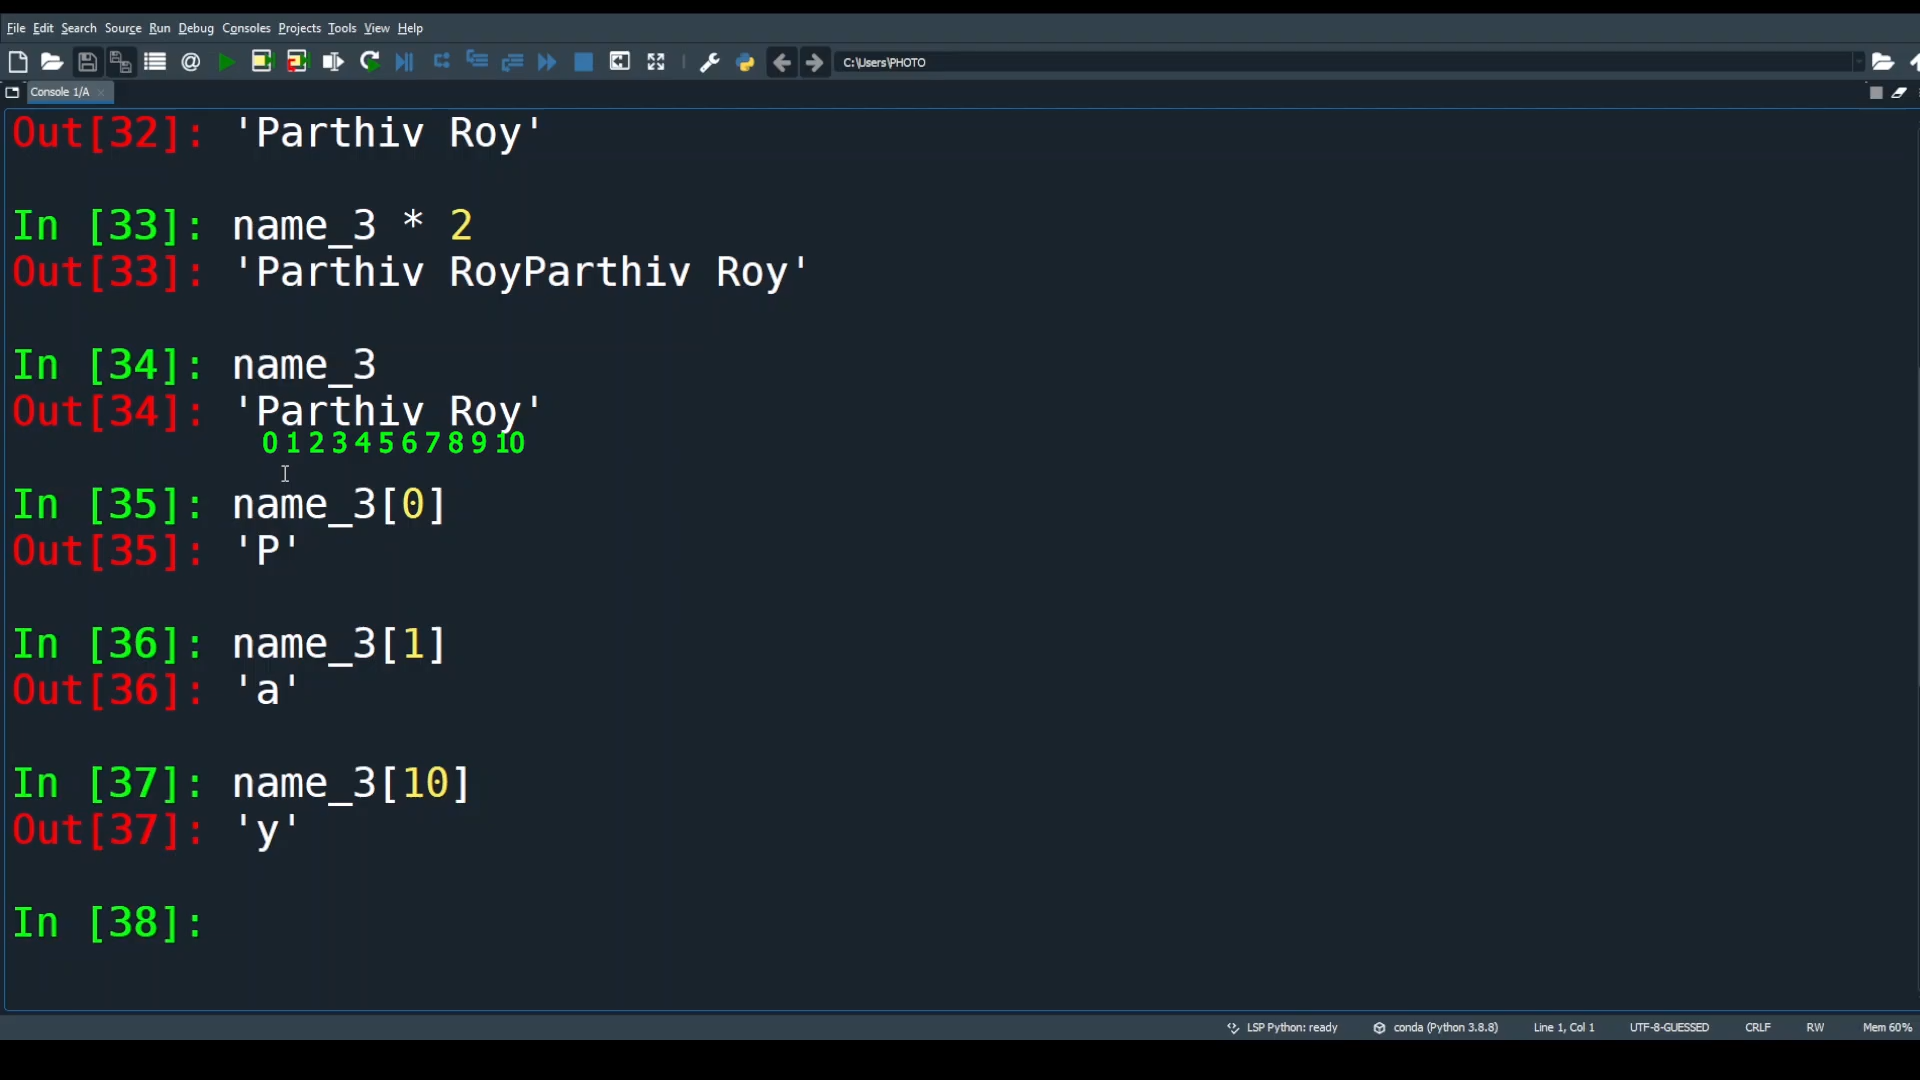 File Edit Search Source Run Debug Consoles Projects Tools View Help
C:\Users\PHOTO
Console 1/A
Out[32]: 'Parthiv Roy'
In [33]: name_3 * 2
Out[33]: 'Parthiv RoyParthiv Roy'
In [34]: name_3
Out[34]: 'Parthiv Roy'
0 1 2 3 4 5 6 7 8 9 10
In [35]: name_3[0]
Out[35]: 'P'
In [36]: name_3[1]
Out[36]: 'a'
In [37]: name_3[10]
Out[37]: 'y'
In [38]:
LSP Python: ready conda (Python 3.8.8) Line 1, Col 1 UTF-8-GUESSED CRLF RW Mem 60%